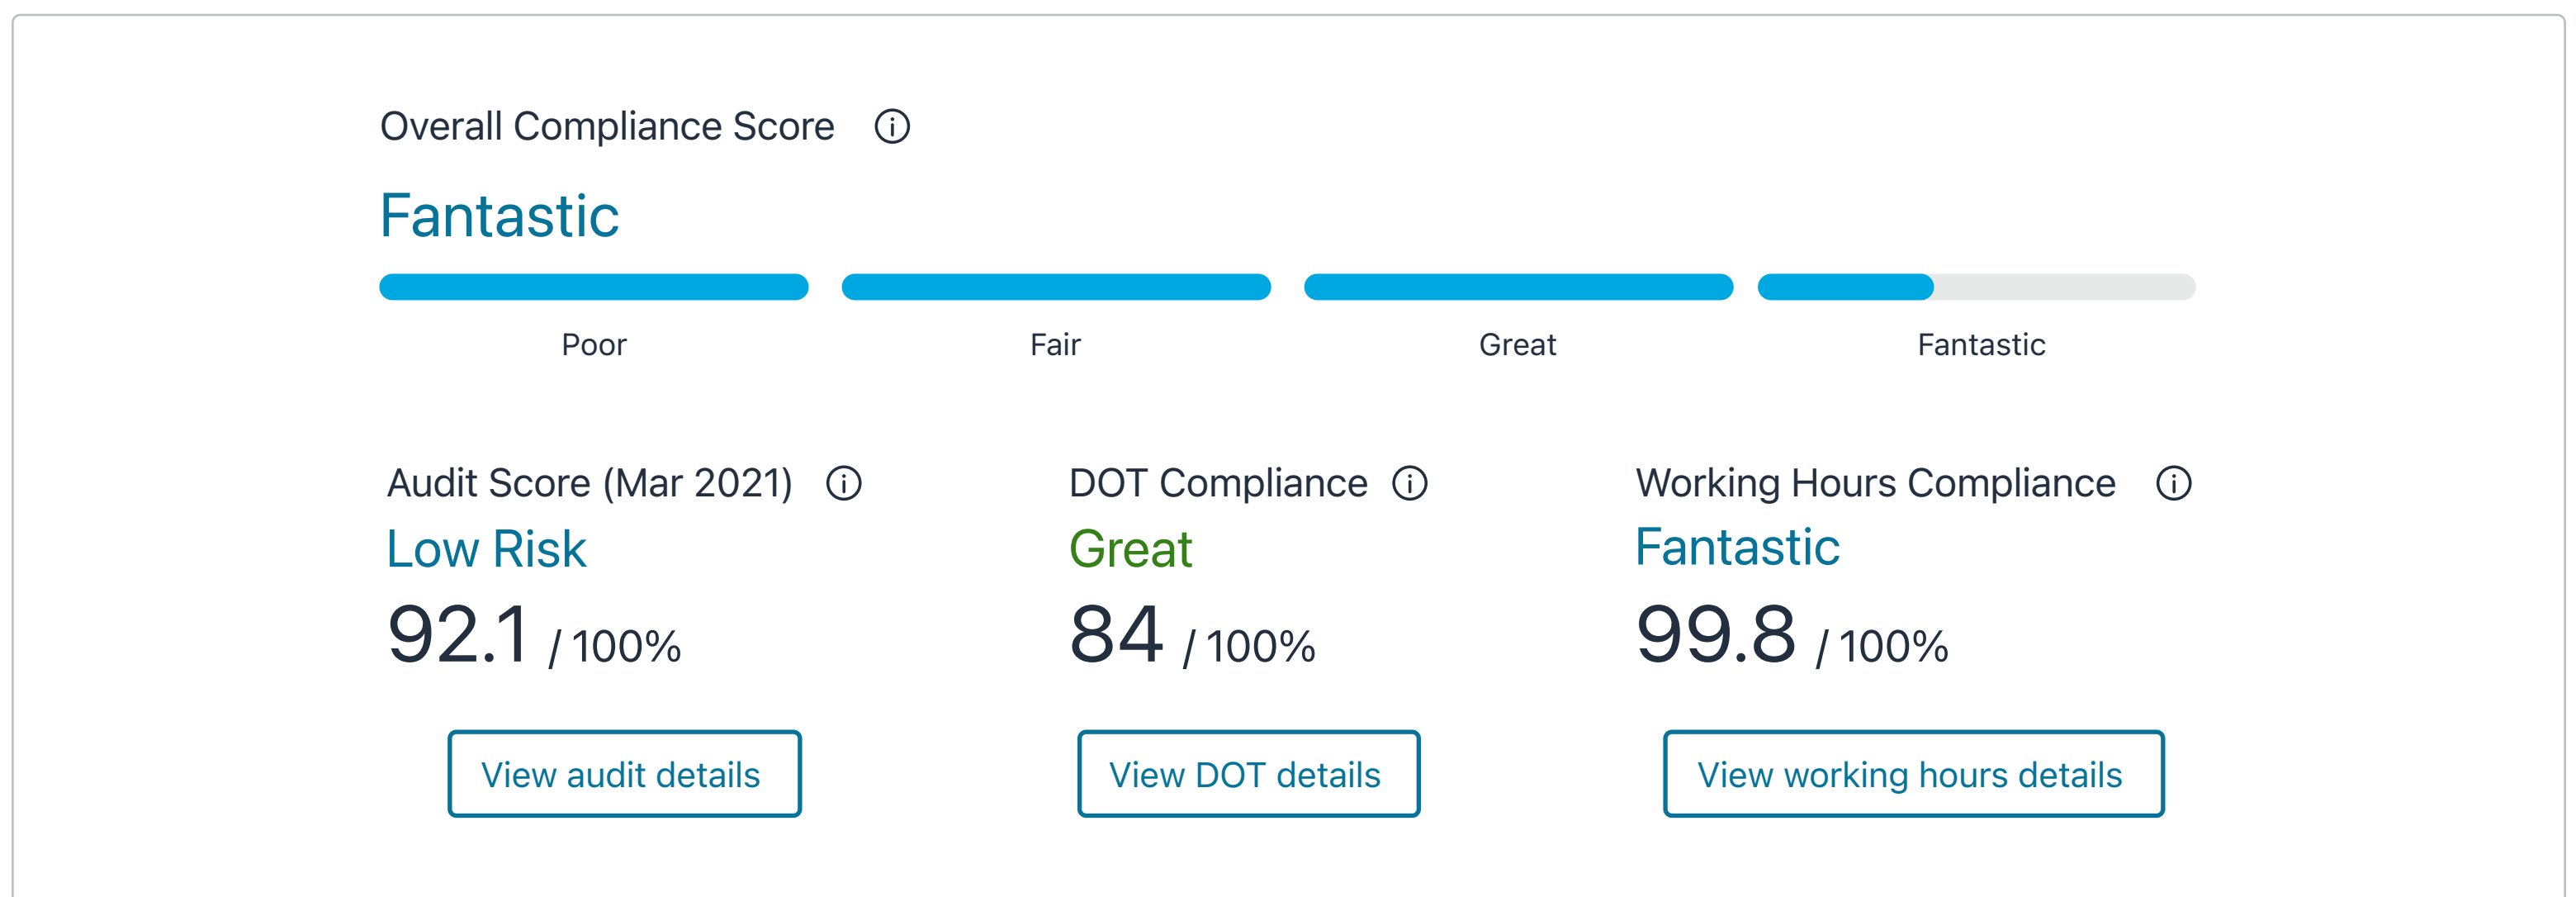 Overall Compliance Score
Fantastic
Poor Fair Great Fantastic
Audit Score (Mar 2021) DOT Compliance Working Hours Compliance
Low Risk Great Fantastic
92.1 / 100% 84 / 100% 99.8 / 100%
View audit details View DOT details View working hours details